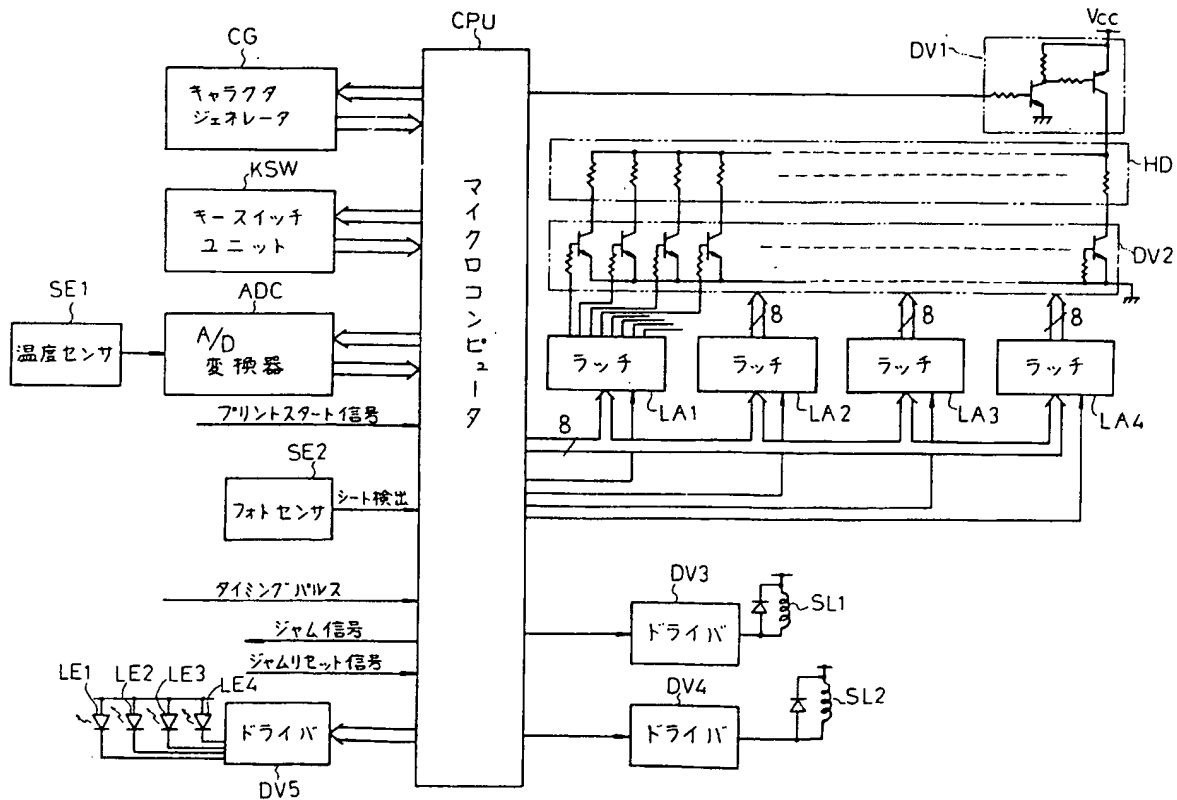 CPU
VCC
CG
DV1
キャラクタ
ジェネレータ
KSW
HD
キースイッチ
ユニット
マイクロコンピュータ
DV2
SE1
ADC
温度センサ
A/D
変換器
8
8
8
ラッチ
ラッチ
ラッチ
ラッチ
LA1
LA2
LA3
LA4
プリントスタート信号
8
SE2
フォトセンサ
シート検出
タイミングパルス
DV3
SL1
ジャム信号
ドライバ
ジャムリセット信号
LE1
LE2
LE3
LE4
DV4
SL2
ドライバ
ドライバ
DV5